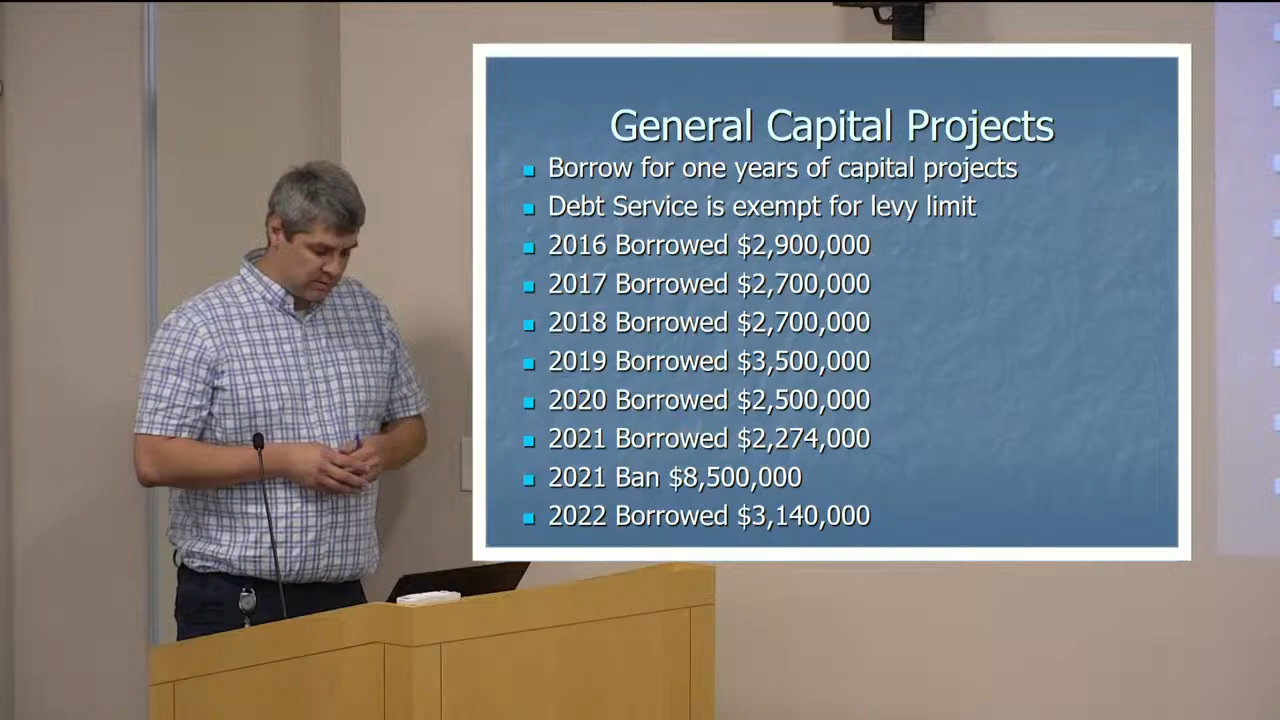 General Capital Projects
Borrow for one years of capital projects
Debt Service is exempt for levy limit
2016 Borrowed $2,900,000
2017 Borrowed $2,700,000
2018 Borrowed $2,700,000
2019 Borrowed $3,500,000
2020 Borrowed $2,500,000
2021 Borrowed $2,274,000
2021 Ban $8,500,000
2022 Borrowed $3,140,000